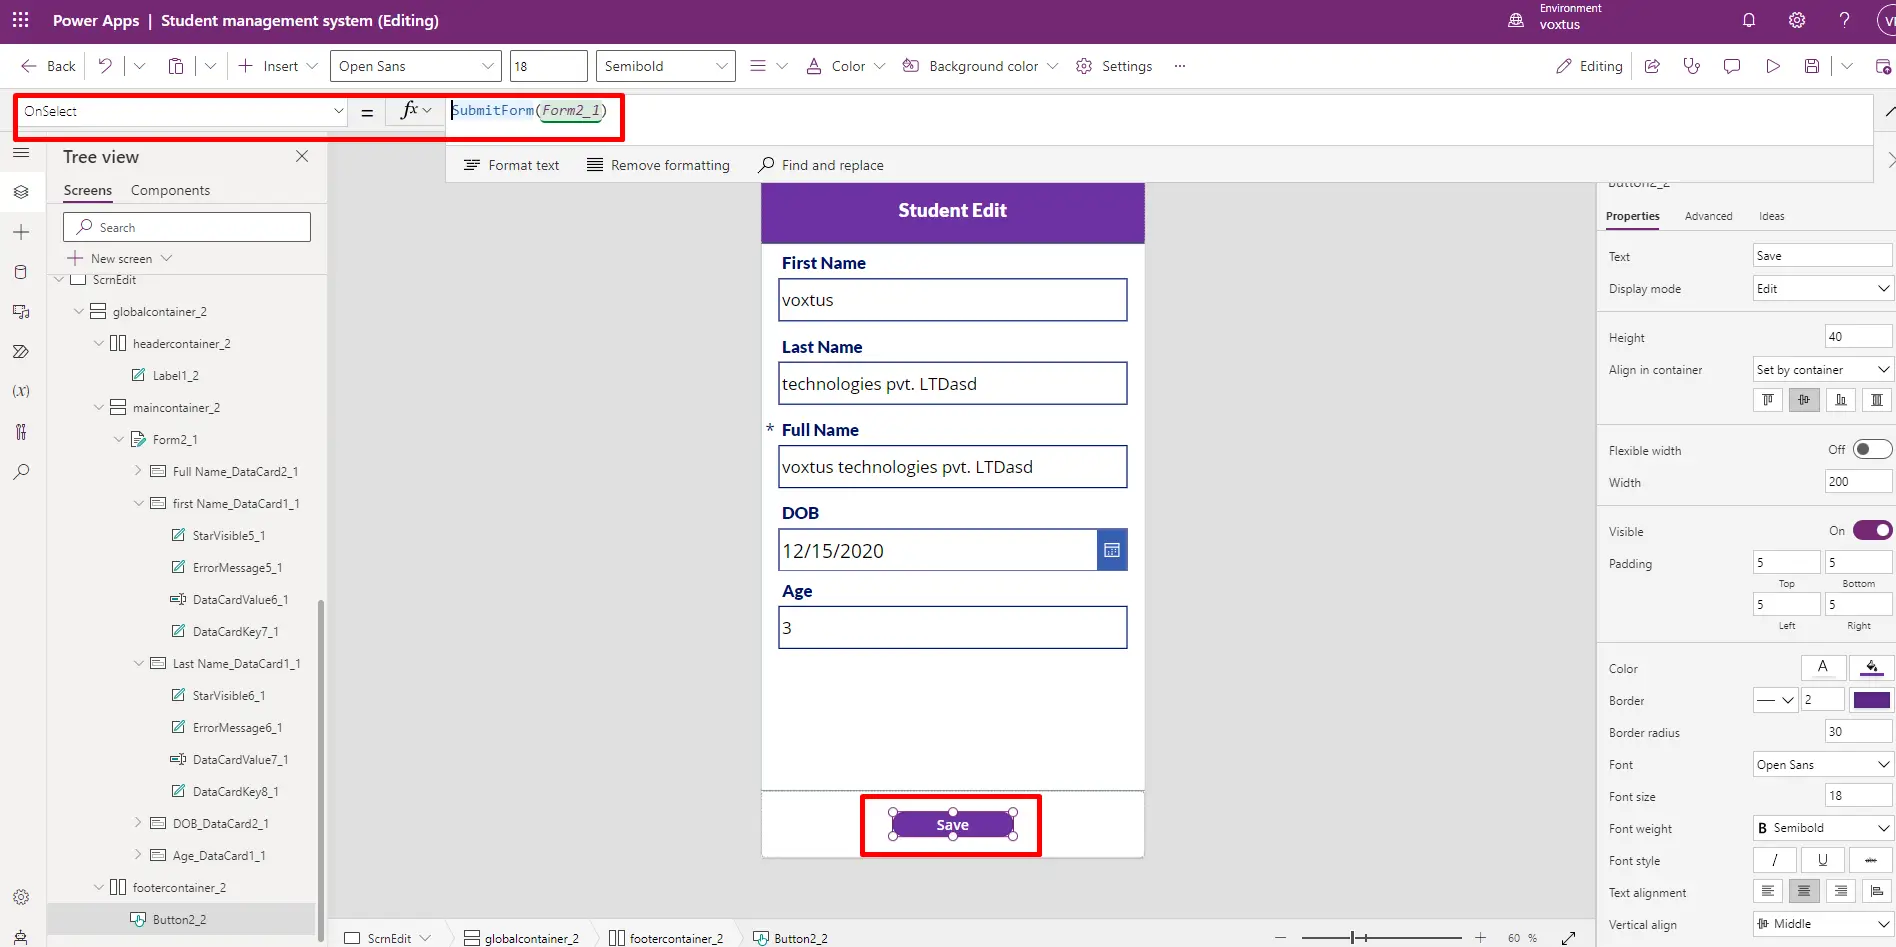 Power Apps | Student management system (Editing)
Environment
voxtus
Back
Insert
Open Sans
18
Semibold
Color
Background color
Settings
Editing
OnSelect
=
fx
SubmitForm(Form2_1)
Format text
Remove formatting
Find and replace
Tree view
Screens
Components
Search
New screen
ScrnEdit
globalcontainer_2
headercontainer_2
Label1_2
maincontainer_2
Form2_1
Full Name_DataCard2_1
first Name_DataCard1_1
StarVisible5_1
ErrorMessage5_1
DataCardValue6_1
DataCardKey7_1
Last Name_DataCard1_1
StarVisible6_1
ErrorMessage6_1
DataCardValue7_1
DataCardKey8_1
DOB_DataCard2_1
Age_DataCard1_1
footercontainer_2
Button2_2
Student Edit
First Name
voxtus
Last Name
technologies pvt. LTDasd
* Full Name
voxtus technologies pvt. LTDasd
DOB
12/15/2020
Age
3
Save
ScrnEdit
globalcontainer_2
footercontainer_2
Button2_2
60 %
Button2_2
Properties
Advanced
Ideas
Text
Save
Display mode
Edit
Height
40
Align in container
Set by container
Flexible width
Off
Width
200
Visible
On
Padding
5
5
Top
Bottom
5
5
Left
Right
Color
A
Border
2
Border radius
30
Font
Open Sans
Font size
18
Font weight
B Semibold
Font style
/
U
abc
Text alignment
Vertical align
Middle